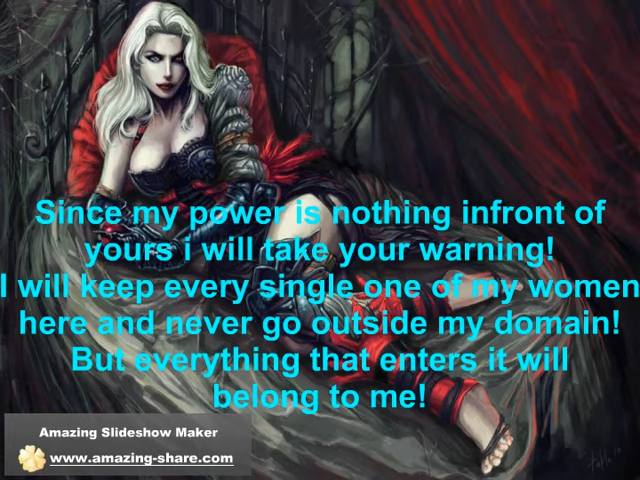 Since my power is nothing infront of
yours i will take your warning!
I will keep every single one of my women
here and never go outside my domain!
But everything that enters it will
belong to me!
Amazing Slideshow Maker
www.amazing-share.com